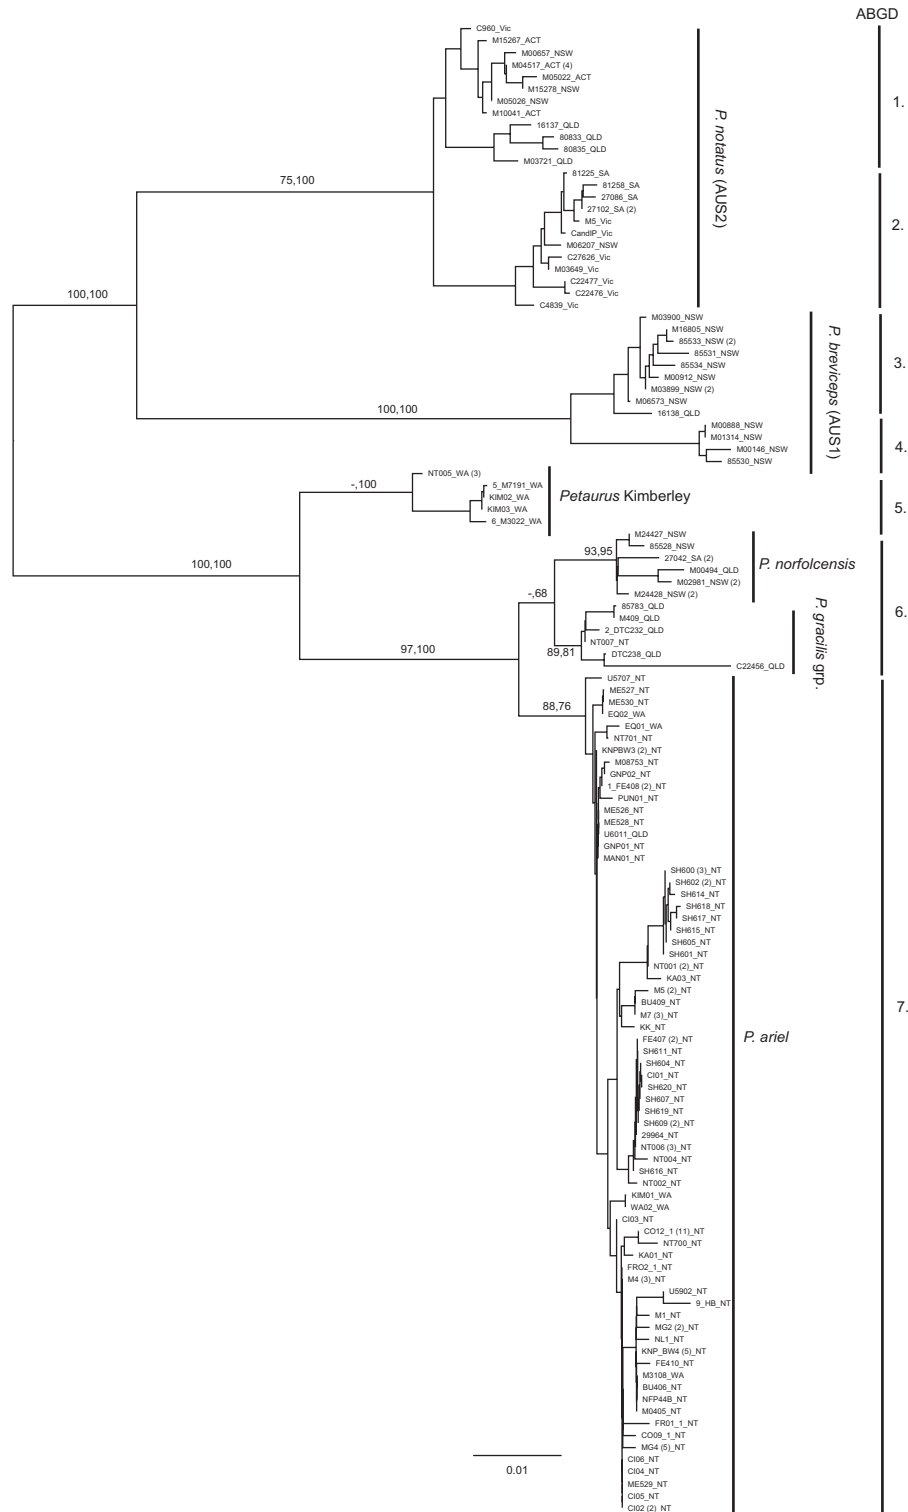 ABGD
C960_Vic
M15267_ACT
M00657_NSW
M04517_ACT (4)
M05022_ACT
M15278_NSW
M05026_NSW
M10041_ACT
16137_QLD
80833_QLD
80835_QLD
M03721_QLD
P. notatus (AUS2)
1.
75,100
81225_SA
81258_SA
27086_SA
27102_SA (2)
M5_Vic
CandIP_Vic
M06207_NSW
C27626_Vic
M03649_Vic
C22477_Vic
C22476_Vic
C4839_Vic
2.
100,100
M03900_NSW
M16805_NSW
85533_NSW (2)
85531_NSW
85534_NSW
M00912_NSW
M03899_NSW (2)
M06573_NSW
16138_QLD
P. breviceps (AUS1)
3.
100,100
M00888_NSW
M01314_NSW
M00146_NSW
85530_NSW
4.
NT005_WA (3)
5_M7191_WA
KIM02_WA
KIM03_WA
6_M3022_WA
-,100
Petaurus Kimberley
5.
100,100
M24427_NSW
85528_NSW
27042_SA (2)
M00494_QLD
M02981_NSW (2)
M24428_NSW (2)
93,95
P. norfolcensis
-,68
85783_QLD
M409_QLD
2_DTC232_QLD
NT007_NT
DTC238_QLD
C22456_QLD
89,81
P. gracilis grp.
6.
97,100
88,76
U5707_NT
ME527_NT
ME530_NT
EQ02_WA
EQ01_WA
NT701_NT
KNPBW3 (2)_NT
M08753_NT
GNP02_NT
1_FE408 (2)_NT
PUN01_NT
ME526_NT
ME528_NT
U6011_QLD
GNP01_NT
MAN01_NT
SH600 (3)_NT
SH602 (2)_NT
SH614_NT
SH618_NT
SH617_NT
SH615_NT
SH605_NT
SH601_NT
NT001 (2)_NT
KA03_NT
M5 (2)_NT
BU409_NT
M7 (3)_NT
KK_NT
FE407 (2)_NT
SH611_NT
SH604_NT
CI01_NT
SH620_NT
SH607_NT
SH619_NT
SH609 (2)_NT
29964_NT
NT006 (3)_NT
NT004_NT
SH616_NT
NT002_NT
P. ariel
7.
KIM01_WA
WA02_WA
CI03_NT
CO12_1 (11)_NT
NT700_NT
KA01_NT
FRO2_1_NT
M4 (3)_NT
U5902_NT
9_HB_NT
M1_NT
MG2 (2)_NT
NL1_NT
KNP_BW4 (5)_NT
FE410_NT
M3108_WA
BU406_NT
NFP44B_NT
M0405_NT
FR01_1_NT
CO09_1_NT
MG4 (5)_NT
CI06_NT
CI04_NT
ME529_NT
CI05_NT
CI02 (2)_NT
0.01